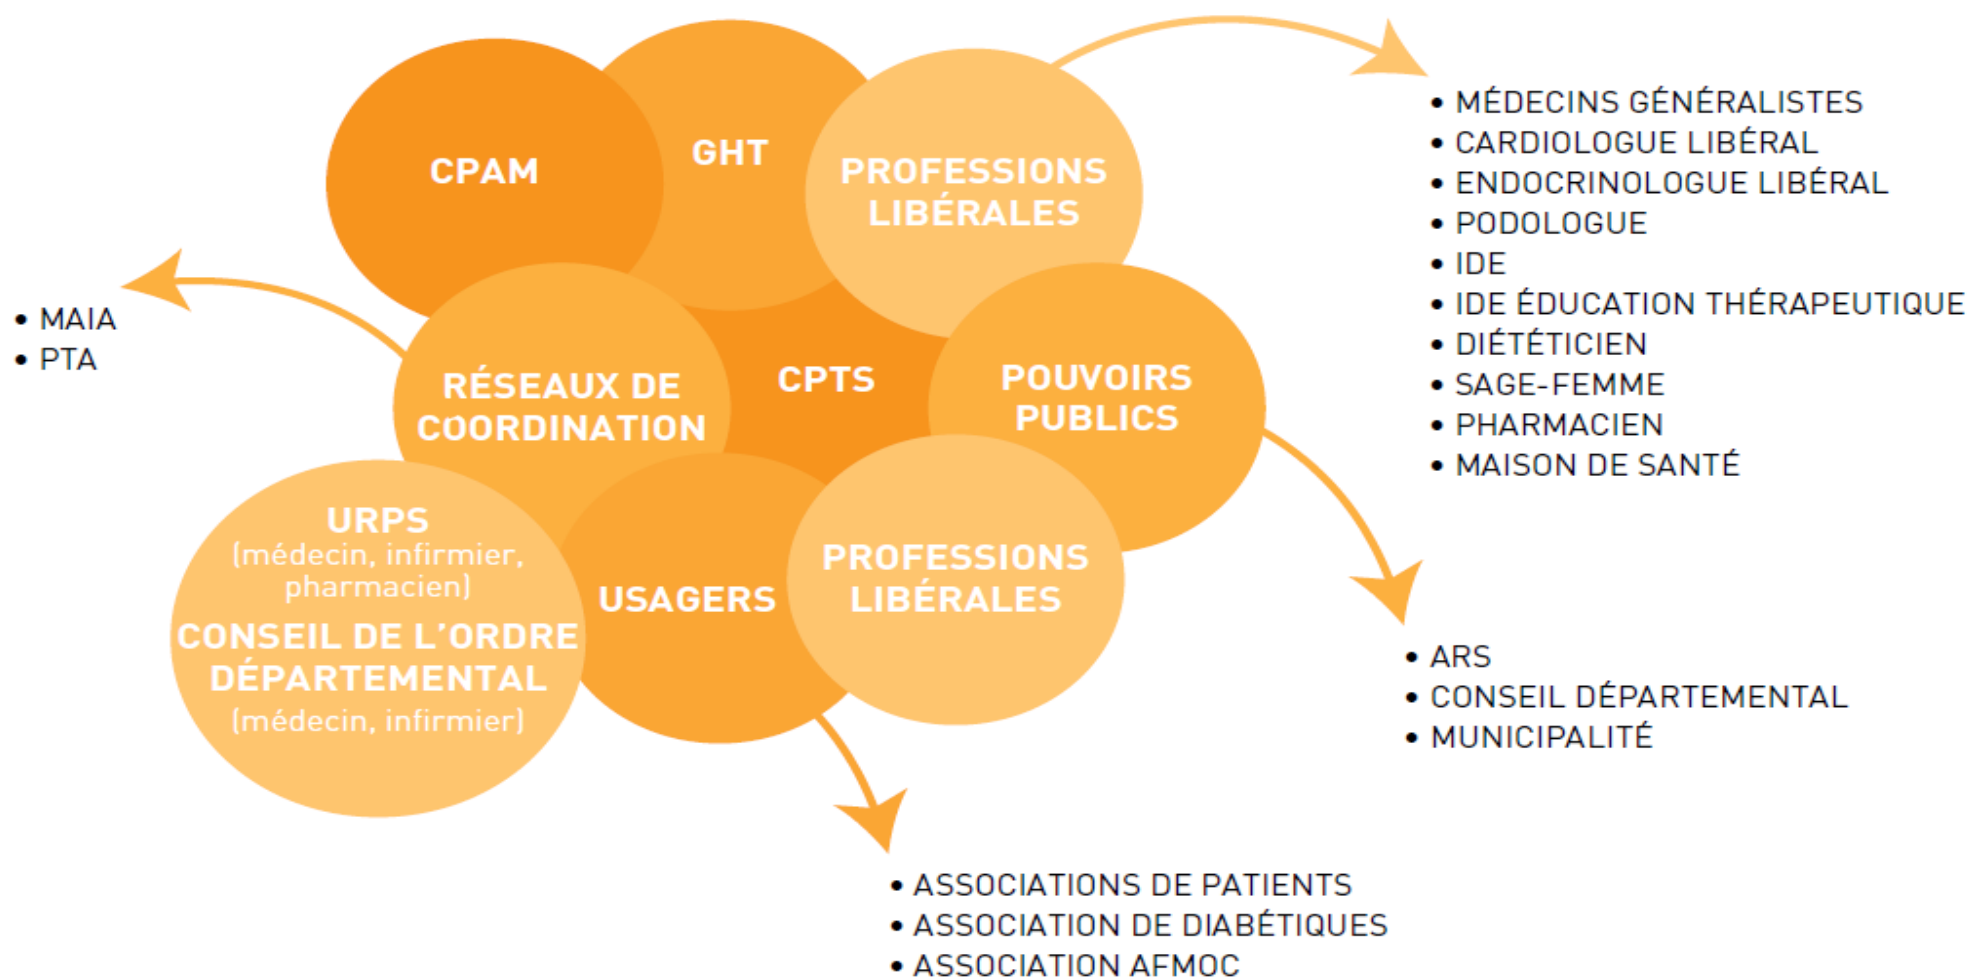 CPAM
GHT
PROFESSIONS
LIBÉRALES
• MÉDECINS GÉNÉRALISTES
• CARDIOLOGUE LIBÉRAL
• ENDOCRINOLOGUE LIBÉRAL
• PODOLOGUE
• IDE
• IDE ÉDUCATION THÉRAPEUTIQUE
• DIÉTÉTICIEN
• SAGE-FEMME
• PHARMACIEN
• MAISON DE SANTÉ
• MAIA
• PTA
RÉSEAUX DE
COORDINATION
CPTS
POUVOIRS
PUBLICS
URPS
(médecin, infirmier,
pharmacien)
CONSEIL DE L'ORDRE
DÉPARTEMENTAL
(médecin, infirmier)
USAGERS
PROFESSIONS
LIBÉRALES
• ARS
• CONSEIL DÉPARTEMENTAL
• MUNICIPALITÉ
• ASSOCIATIONS DE PATIENTS
• ASSOCIATION DE DIABÉTIQUES
• ASSOCIATION AFMOC